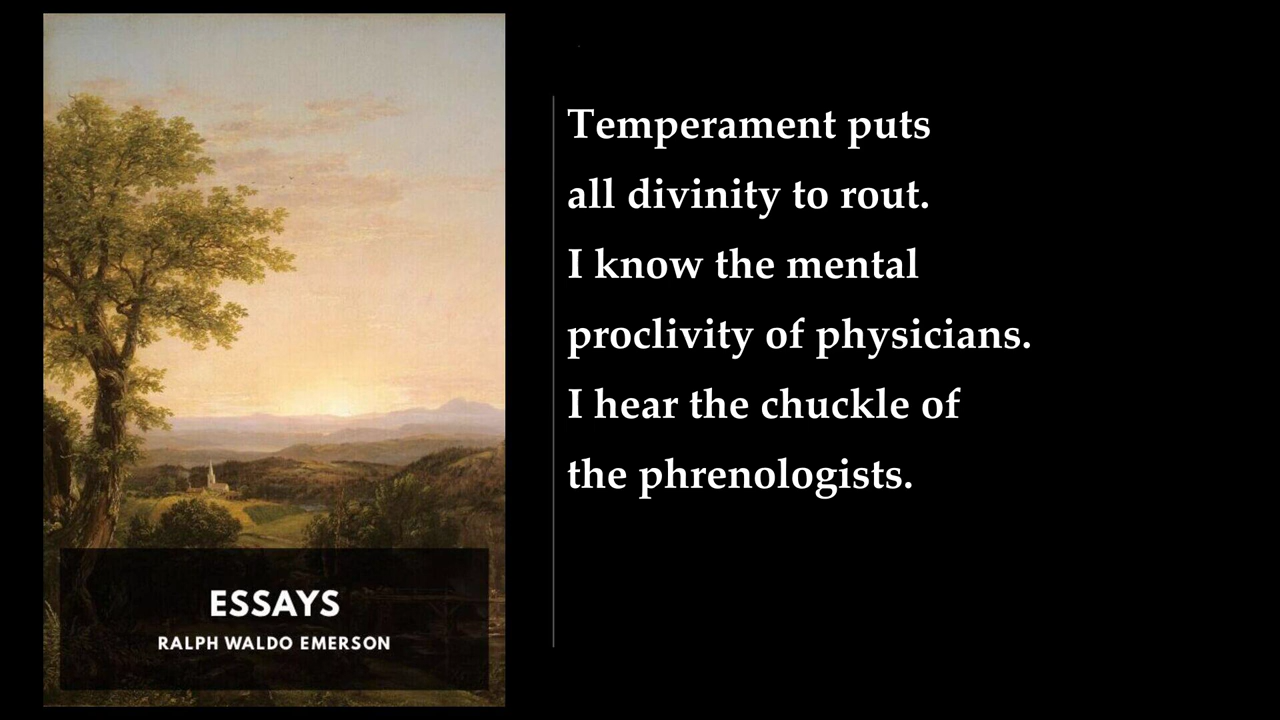 ESSAYS
RALPH WALDO EMERSON
Temperament puts
all divinity to rout.
I know the mental
proclivity of physicians.
I hear the chuckle of
the phrenologists.